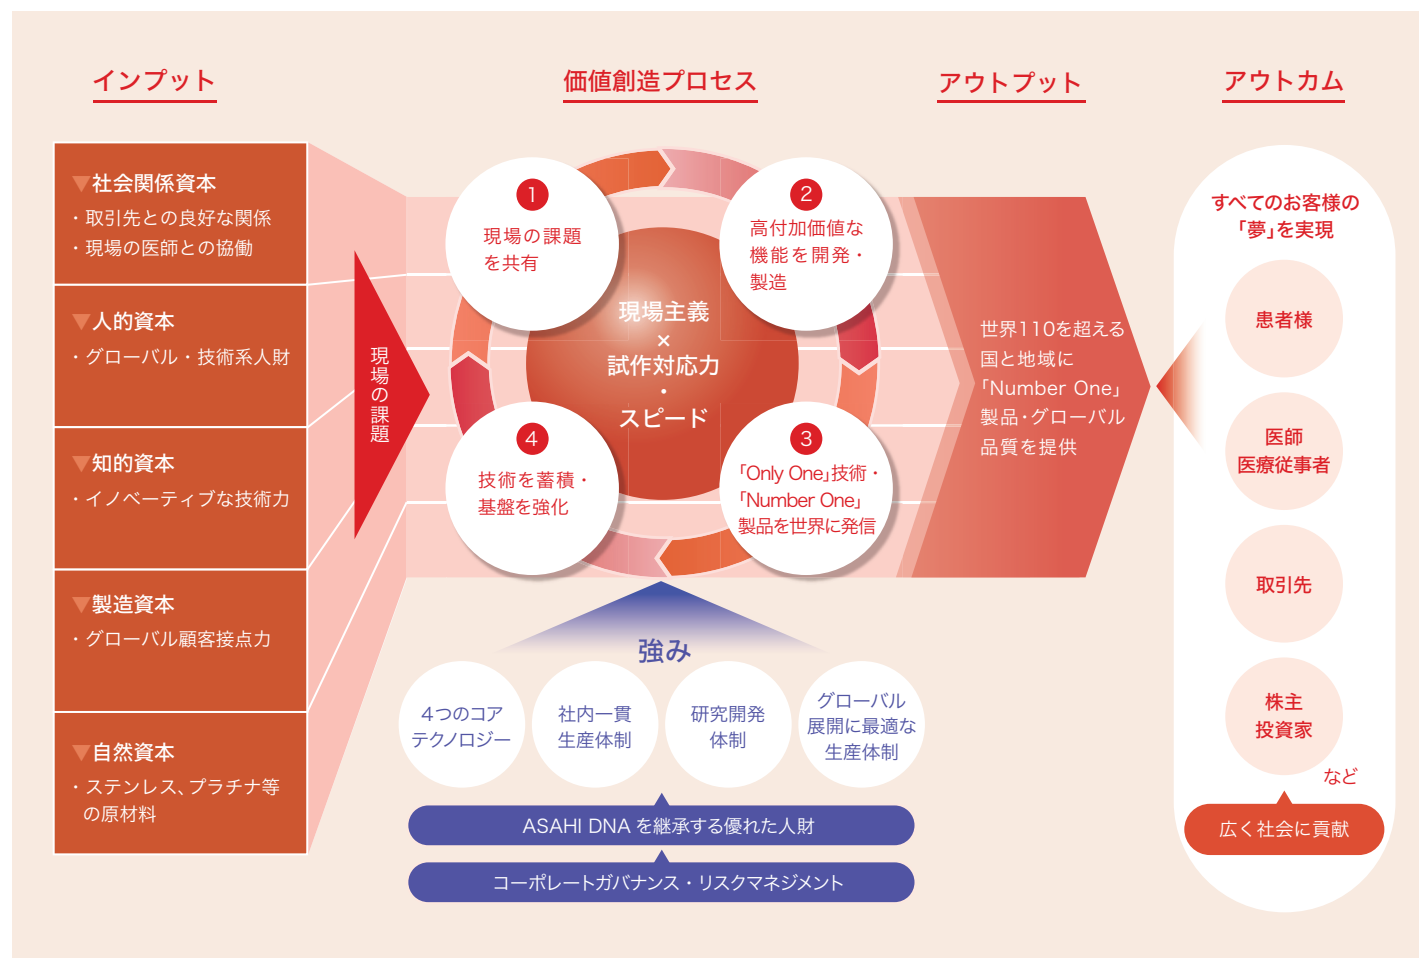 インプット
価値創造プロセス
アウトプット
アウトカム
▼社会関係資本
・取引先との良好な関係
・現場の医師との協働
▼人的資本
・グローバル・技術系人財
▼知的資本
・イノベーティブな技術力
▼製造資本
・グローバル顧客接点力
▼自然資本
・ステンレス、プラチナ等
の原材料
現場の課題
1
現場の課題
を共有
2
高付加価値な
機能を開発・
製造
現場主義
×
試作対応力
・
スピード
4
技術を蓄積・
基盤を強化
3
「Only One」技術・
「Number One」
製品を世界に発信
強み
4つのコア
テクノロジー
社内一貫
生産体制
研究開発
体制
グローバル
展開に最適な
生産体制
ASAHI DNA を継承する優れた人財
コーポレートガバナンス・リスクマネジメント
世界110を超える
国と地域に
「Number One」
製品・グローバル
品質を提供
すべてのお客様の
「夢」を実現
患者様
医師
医療従事者
取引先
株主
投資家
など
広く社会に貢献